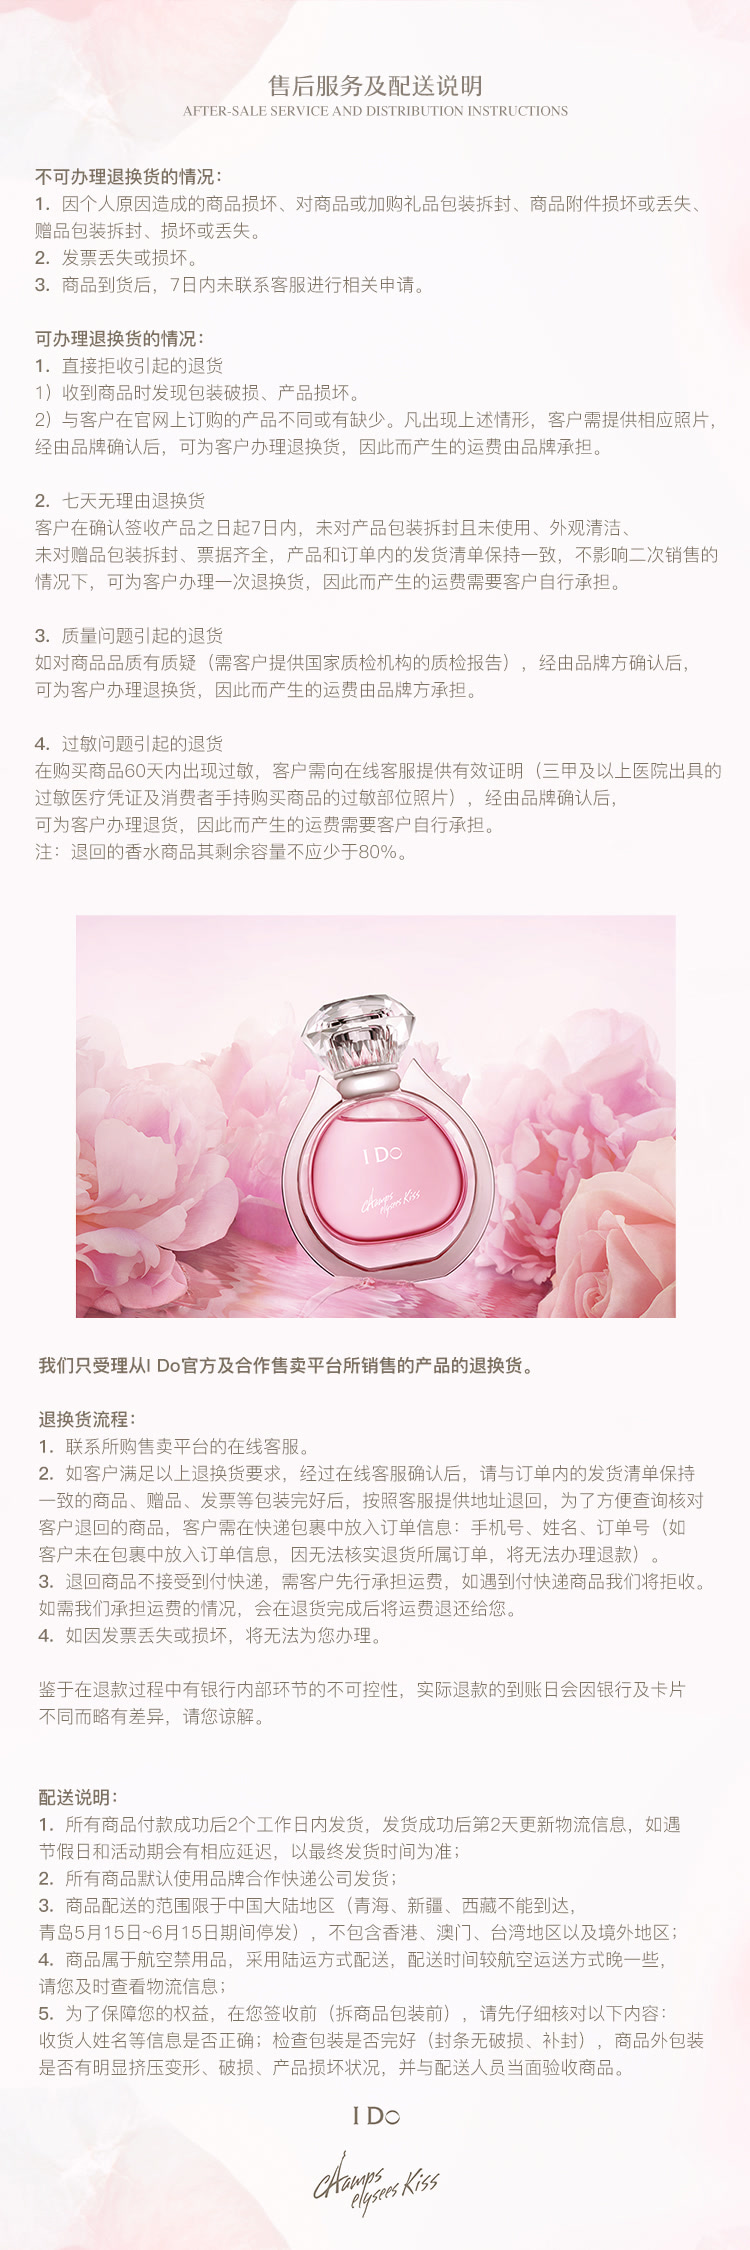 售后服务及配送说明
AFTER-SALE SERVICE AND DISTRIBUTION INSTRUCTIONS
不可办理退换货的情况：
1. 因个人原因造成的商品损坏、对商品或加购礼品包装拆封、商品附件损坏或丢失、
赠品包装拆封、损坏或丢失。
2. 发票丢失或损坏。
3. 商品到货后，7日内未联系客服进行相关申请。
可办理退换货的情况：
1. 直接拒收引起的退货
1）收到商品时发现包装破损、产品损坏。
2）与客户在官网上订购的产品不同或有缺少。凡出现上述情形，客户需提供相应照片，
经由品牌确认后，可为客户办理退换货，因此而产生的运费由品牌承担。
2. 七天无理由退换货
客户在确认签收产品之日起7日内，未对产品包装拆封且未使用、外观清洁、
未对赠品包装拆封、票据齐全，产品和订单内的发货清单保持一致，不影响二次销售的
情况下，可为客户办理一次退换货，因此而产生的运费需要客户自行承担。
3. 质量问题引起的退货
如对商品品质有质疑（需客户提供国家质检机构的质检报告），经由品牌方确认后，
可为客户办理退换货，因此而产生的运费由品牌方承担。
4. 过敏问题引起的退货
在购买商品60天内出现过敏，客户需向在线客服提供有效证明（三甲及以上医院出具的
过敏医疗凭证及消费者手持购买商品的过敏部位照片），经由品牌确认后，
可为客户办理退货，因此而产生的运费需要客户自行承担。
注：退回的香水商品其剩余容量不应少于80%。
I DO
cHamps
elysees Kiss
我们只受理从I Do官方及合作售卖平台所销售的产品的退换货。
退换货流程：
1. 联系所购售卖平台的在线客服。
2. 如客户满足以上退换货要求，经过在线客服确认后，请与订单内的发货清单保持
一致的商品、赠品、发票等包装完好后，按照客服提供地址退回，为了方便查询核对
客户退回的商品，客户需在快递包裹中放入订单信息：手机号、姓名、订单号（如
客户未在包裹中放入订单信息，因无法核实退货所属订单，将无法办理退款）。
3. 退回商品不接受到付快递，需客户先行承担运费，如遇到付快递商品我们将拒收。
如需我们承担运费的情况，会在退货完成后将运费退还给您。
4. 如因发票丢失或损坏，将无法为您办理。
鉴于在退款过程中有银行内部环节的不可控性，实际退款的到账日会因银行及卡片
不同而略有差异，请您谅解。
配送说明：
1. 所有商品付款成功后2个工作日内发货，发货成功后第2天更新物流信息，如遇
节假日和活动期会有相应延迟，以最终发货时间为准；
2. 所有商品默认使用品牌合作快递公司发货；
3. 商品配送的范围限于中国大陆地区（青海、新疆、西藏不能到达，
青岛5月15日~6月15日期间停发），不包含香港、澳门、台湾地区以及境外地区；
4. 商品属于航空禁用品，采用陆运方式配送，配送时间较航空运送方式晚一些，
请您及时查看物流信息；
5. 为了保障您的权益，在您签收前（拆商品包装前），请先仔细核对以下内容：
收货人姓名等信息是否正确；检查包装是否完好（封条无破损、补封），商品外包装
是否有明显挤压变形、破损、产品损坏状况，并与配送人员当面验收商品。
I DO
cHamps
elysees Kiss